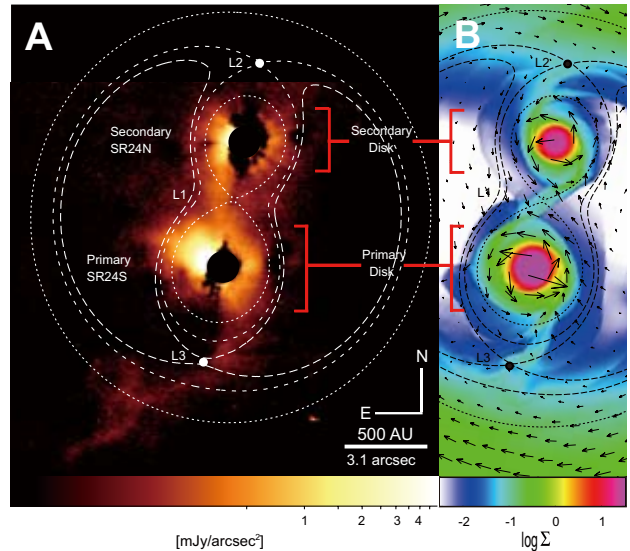 A
B
L2
L2
Secondary
SR24N
Secondary
Disk
L1
L1
Primary
SR24S
Primary
Disk
L3
L3
N
E
500 AU
3.1 arcsec
1 2 3 4
-2 -1 0 1
[mJy/arcsec²]
log Σ